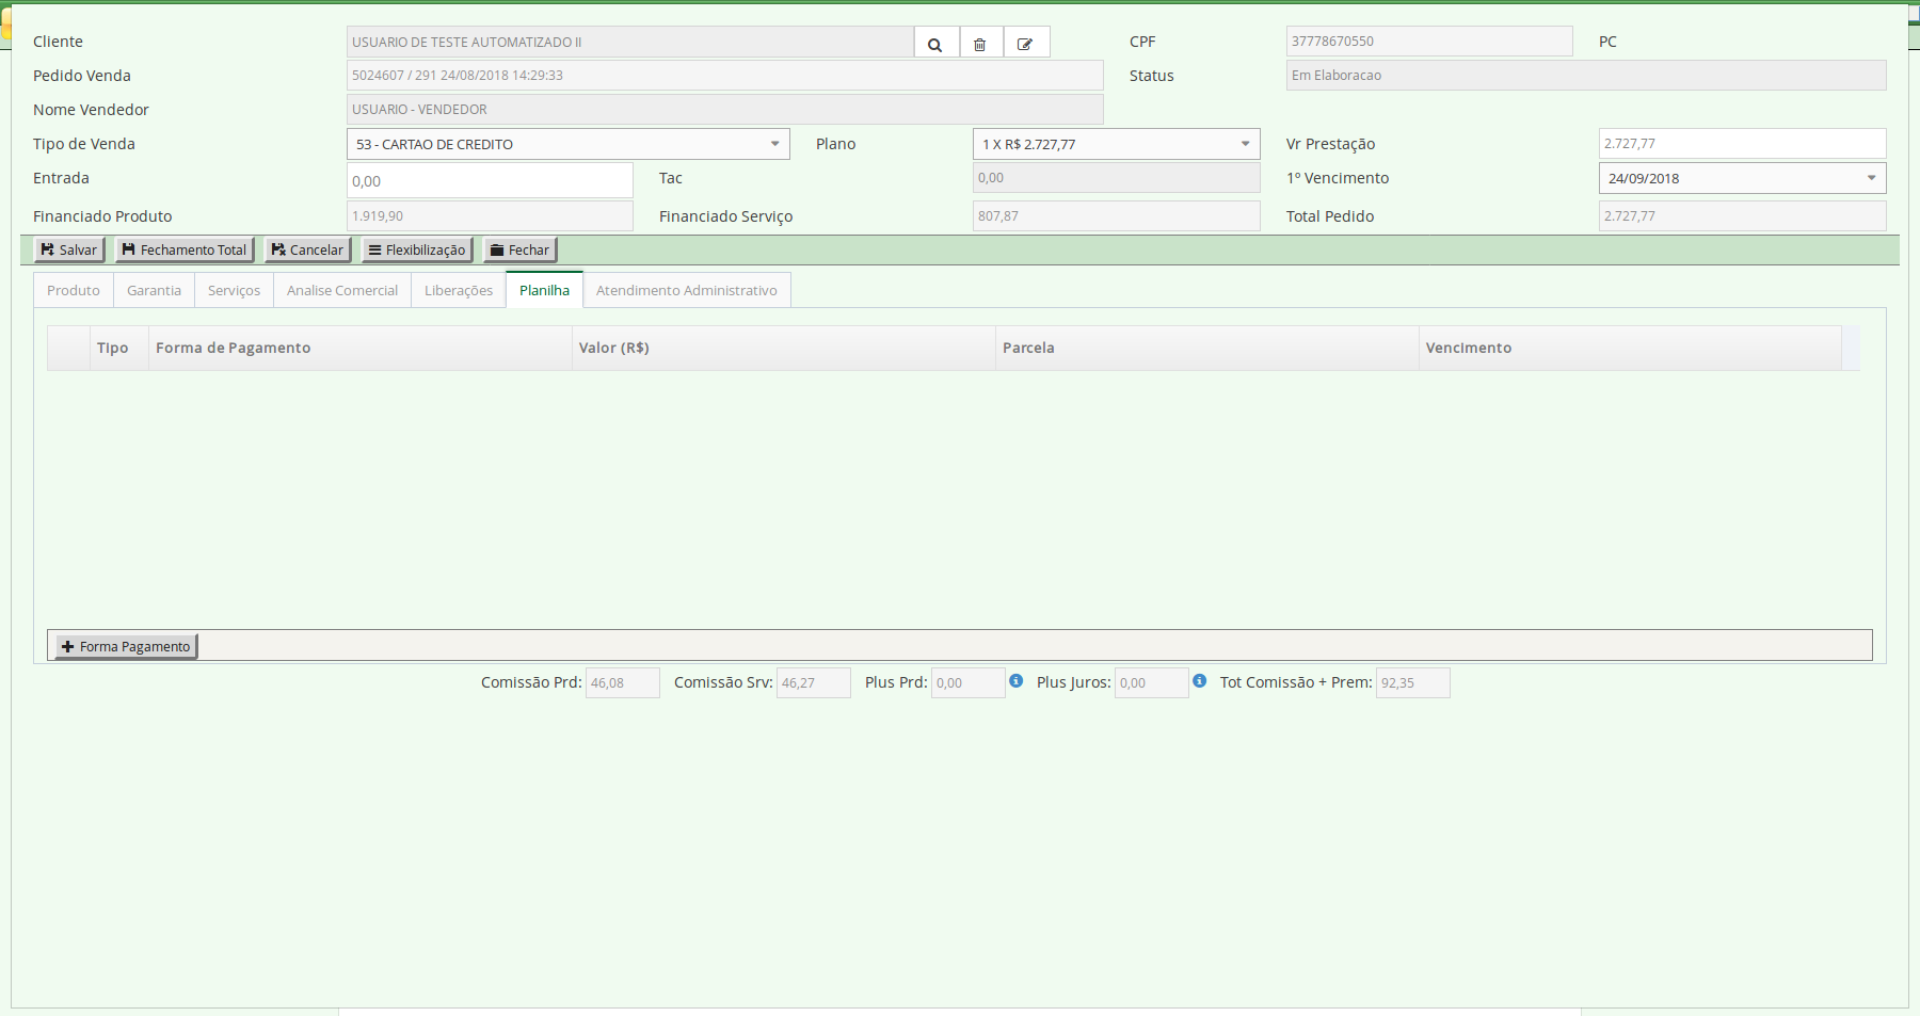 Cliente USUARIO DE TESTE AUTOMATIZADO II CPF 37778670550 PC
Pedido Venda 5024607 / 291 24/08/2018 14:29:33 Status Em Elaboracao
Nome Vendedor USUARIO - VENDEDOR
Tipo de Venda 53 - CARTAO DE CREDITO Plano 1 X R$ 2.727,77 Vr Prestação 2.727,77
Entrada 0,00 Tac 0,00 1º Vencimento 24/09/2018
Financiado Produto 1.919,90 Financiado Serviço 807,87 Total Pedido 2.727,77
Salvar Fechamento Total Cancelar Flexibilização Fechar
Produto Garantia Serviços Analise Comercial Liberações Planilha Atendimento Administrativo
Tipo Forma de Pagamento Valor (R$) Parcela Vencimento
Forma Pagamento
Comissão Prd: 46,08 Comissão Srv: 46,27 Plus Prd: 0,00 Plus Juros: 0,00 Tot Comissão + Prem: 92,35